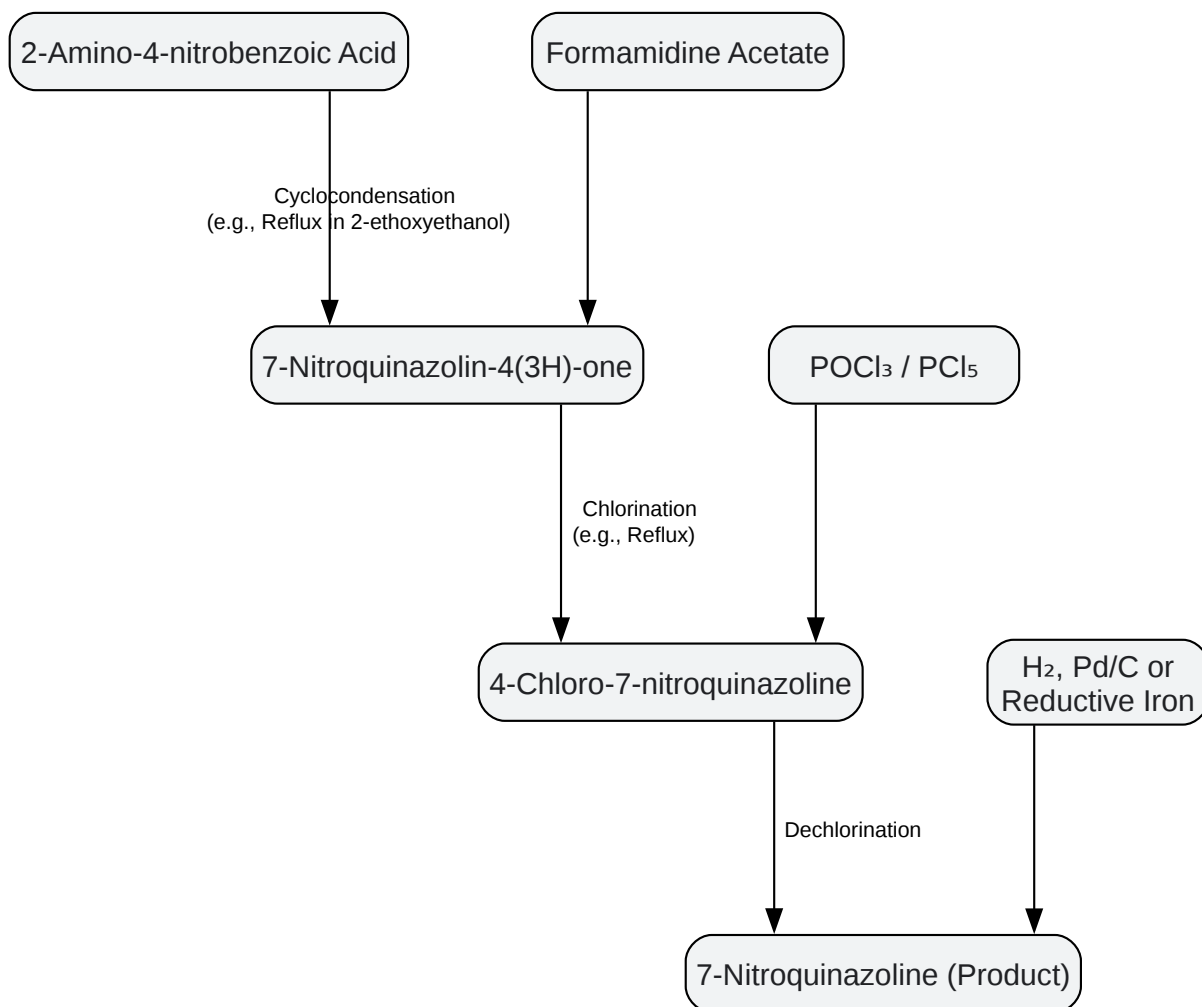 2-Amino-4-nitrobenzoic Acid
Formamidine Acetate
Cyclocondensation
(e.g., Reflux in 2-ethoxyethanol)
7-Nitroquinazolin-4(3H)-one
POCl₃ / PCl₅
Chlorination
(e.g., Reflux)
4-Chloro-7-nitroquinazoline
H₂, Pd/C or
Reductive Iron
Dechlorination
7-Nitroquinazoline (Product)